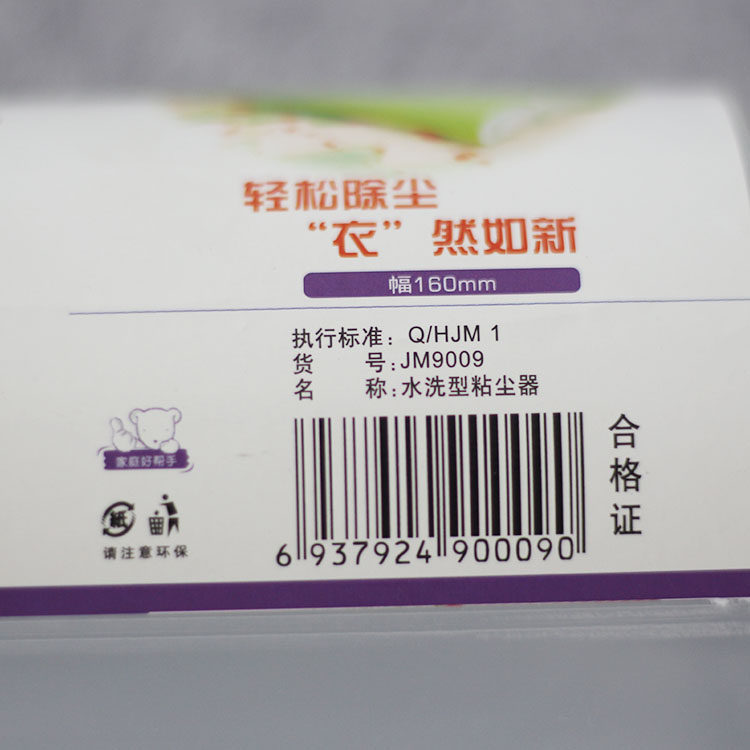 轻松除尘
“衣”然如新
幅160mm
执行标准：Q/HJM 1
货 号：JM9009
名 称：水洗型粘尘器
家庭好帮手
紙
请注意环保
合格证
6 937924 900090